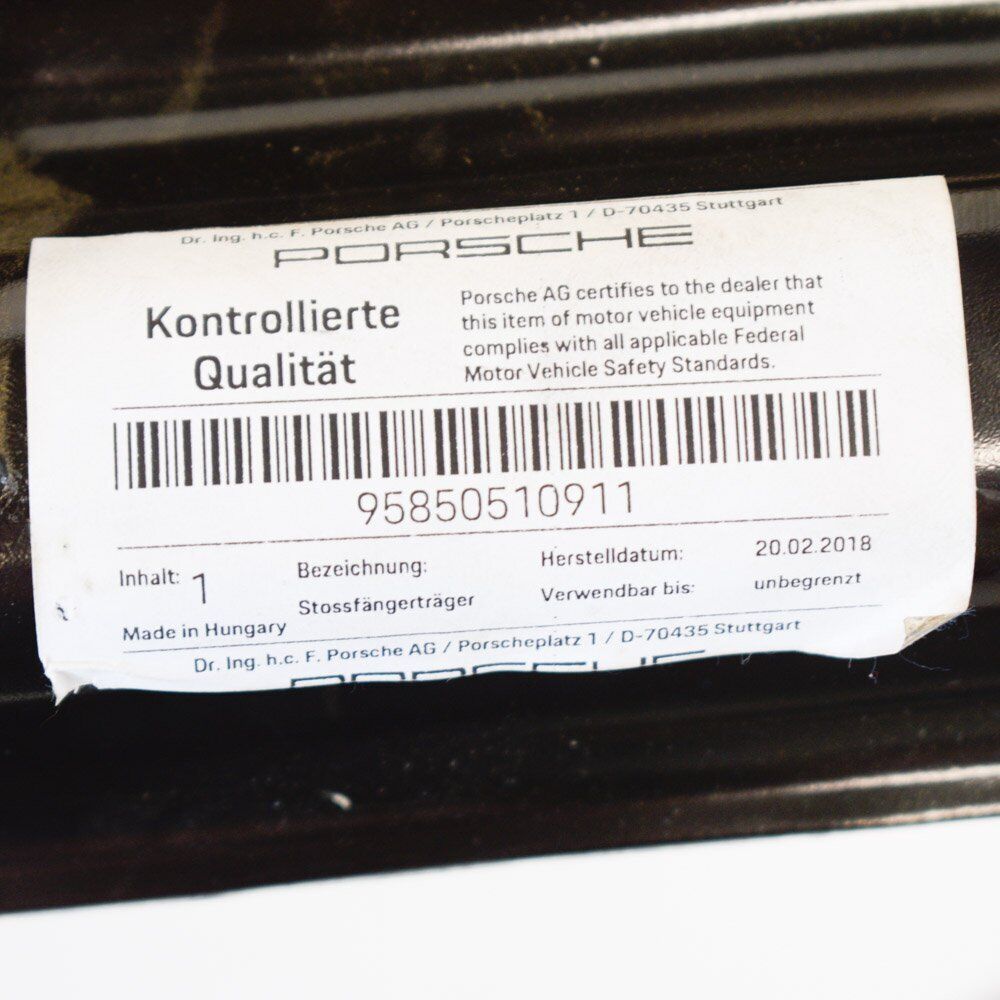 Dr. Ing. h.c. F. Porsche AG / Porscheplatz 1 / D-70435 Stuttgart
PORSCHE
Kontrollierte
Qualität
Porsche AG certifies to the dealer that
this item of motor vehicle equipment
complies with all applicable Federal
Motor Vehicle Safety Standards.
95850510911
Inhalt: 1
Bezeichnung:
Stossfängerträger
Herstelldatum: 20.02.2018
Verwendbar bis: unbegrenzt
Made in Hungary
Dr. Ing. h.c. F. Porsche AG / Porscheplatz 1 / D-70435 Stuttgart
PORSCHE